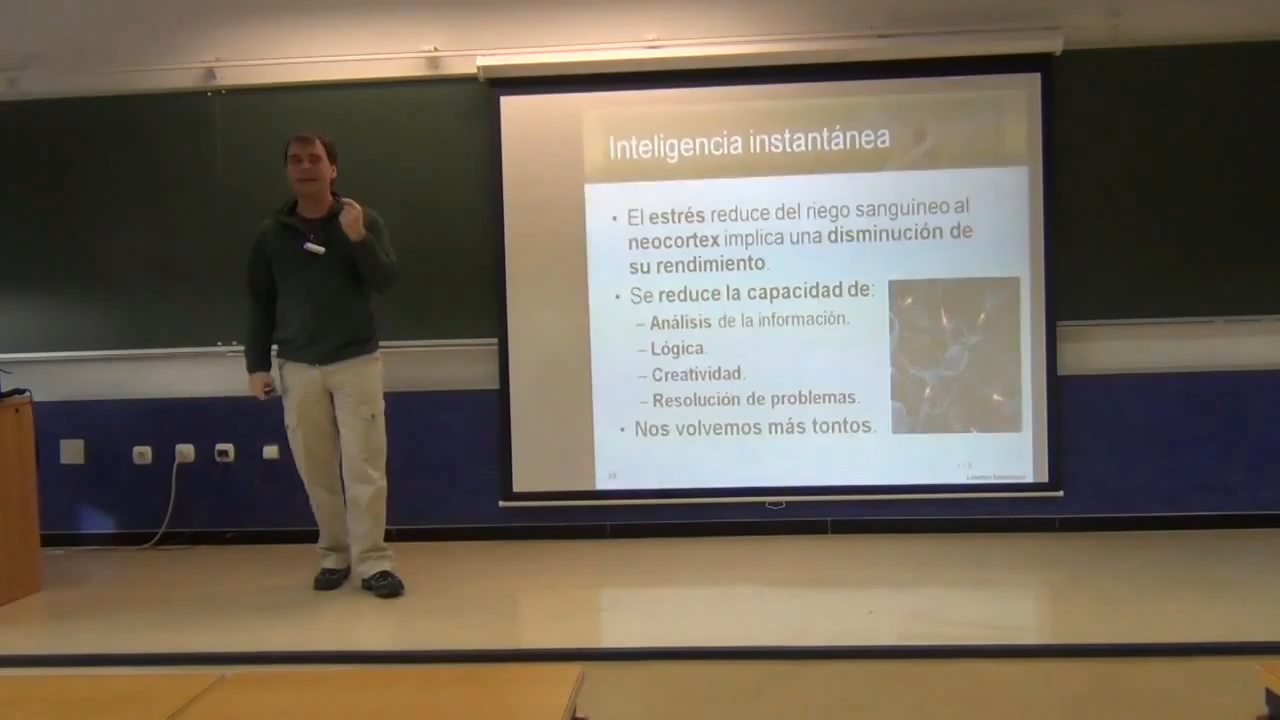 Inteligencia instantánea
• El estrés reduce del riego sanguíneo al
neocortex implica una disminución de
su rendimiento.
• Se reduce la capacidad de:
– Análisis de la información.
– Lógica.
– Creatividad.
– Resolución de problemas.
• Nos volvemos más tontos.